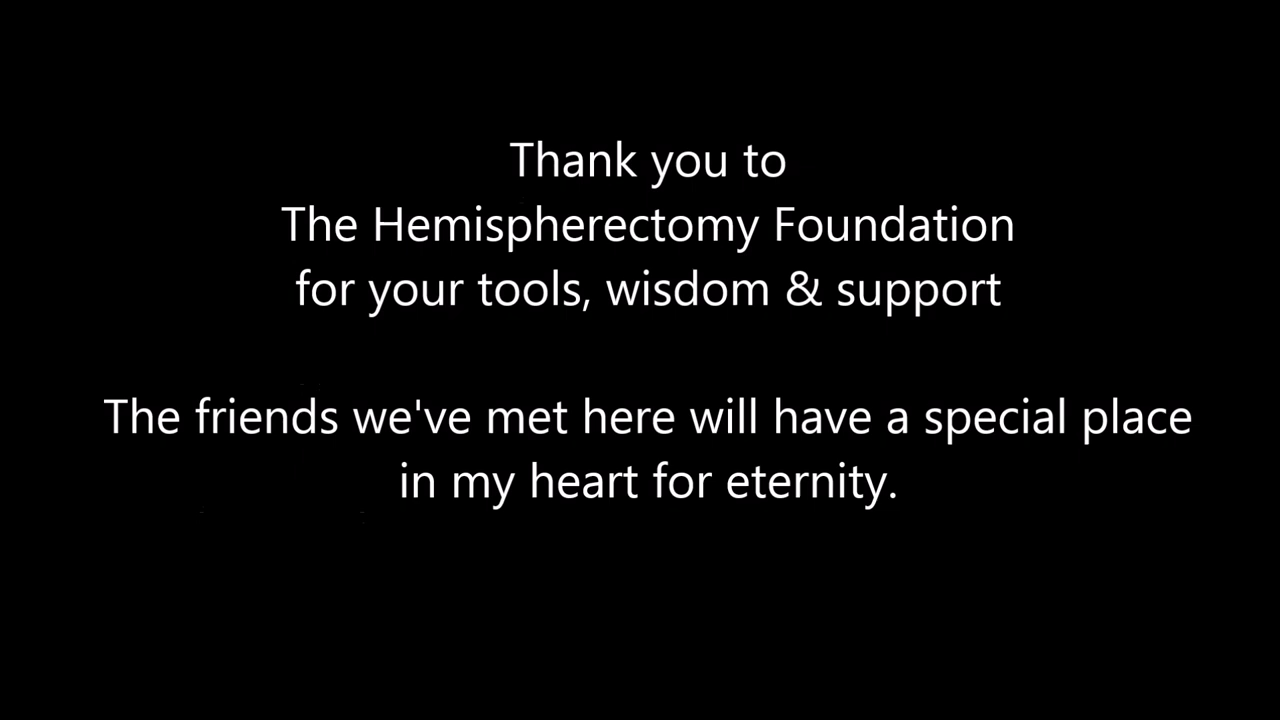 Thank you to
The Hemispherectomy Foundation
for your tools, wisdom & support
The friends we've met here will have a special place
in my heart for eternity.